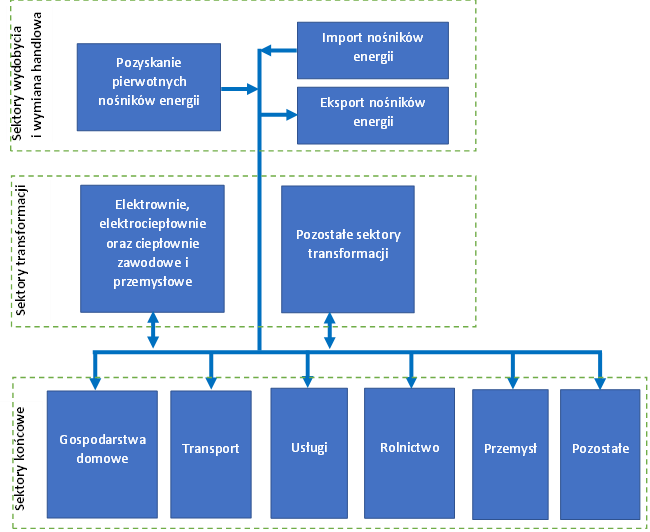 Sektory wydobycia
i wymiana handlowa
Pozyskanie
pierwotnych
nośników energii
Import nośników
energii
Eksport nośników
energii
Sektory transformacji
Elektrownie,
elektrociepłownie
oraz ciepłownie
zawodowe i
przemysłowe
Pozostałe sektory
transformacji
Sektory końcowe
Gospodarstwa
domowe
Transport
Usługi
Rolnictwo
Przemysł
Pozostałe